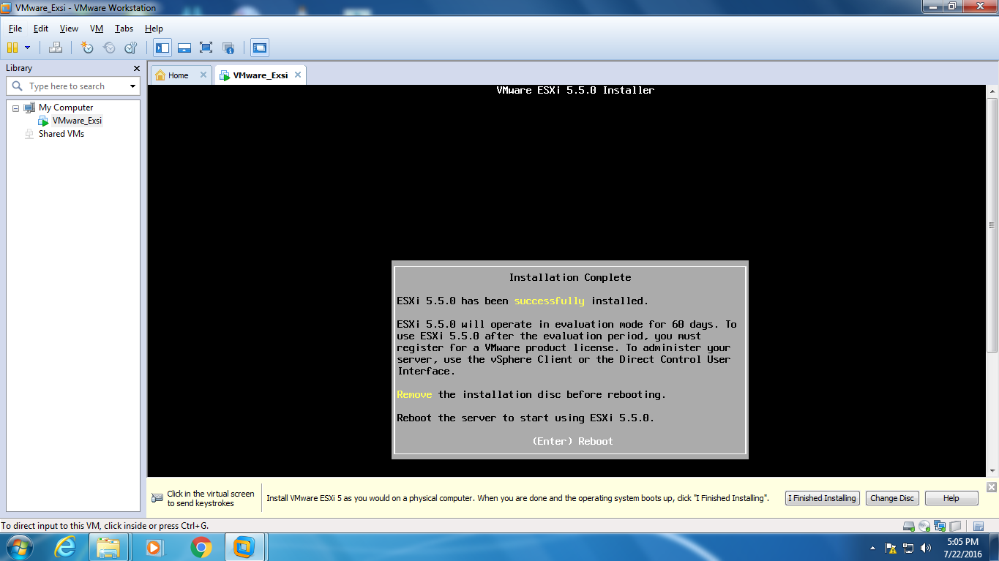 VMware_Exsi - VMware Workstation
File Edit View VM Tabs Help
Library
Type here to search
My Computer
VMware_Exsi
Shared VMs
Home
VMware_Exsi
VMware ESXi 5.5.0 Installer
Installation Complete
ESXi 5.5.0 has been successfully installed.
ESXi 5.5.0 will operate in evaluation mode for 60 days. To
use ESXi 5.5.0 after the evaluation period, you must
register for a VMware product license. To administer your
server, use the vSphere Client or the Direct Control User
Interface.
Remove the installation disc before rebooting.
Reboot the server to start using ESXi 5.5.0.
(Enter) Reboot
Click in the virtual screen
to send keystrokes
Install VMware ESXi 5 as you would on a physical computer. When you are done and the operating system boots up, click "I Finished Installing".
I Finished Installing
Change Disc
Help
To direct input to this VM, click inside or press Ctrl+G.
5:05 PM
7/22/2016